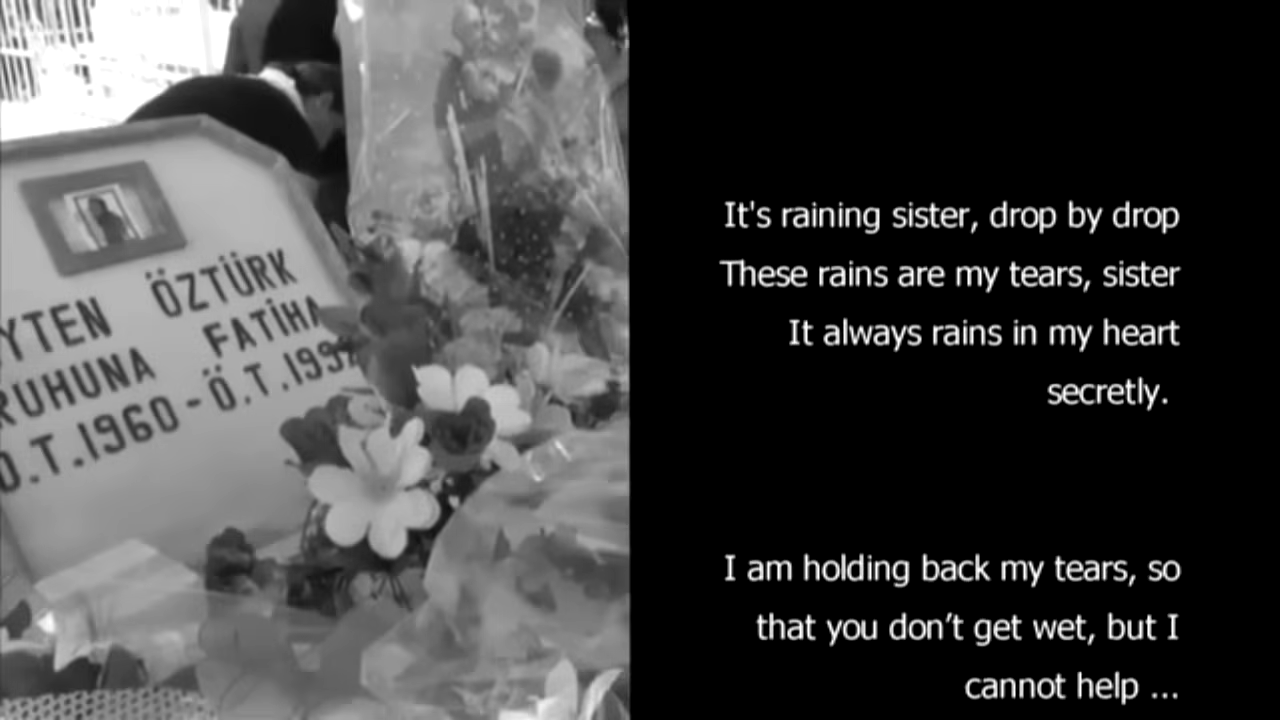 YTEN ÖZTÜRK
RUHUNA FATİHA
D.T.1960-Ö.T.1992
It's raining sister, drop by drop
These rains are my tears, sister
It always rains in my heart
secretly.
I am holding back my tears, so
that you don’t get wet, but I
cannot help ...